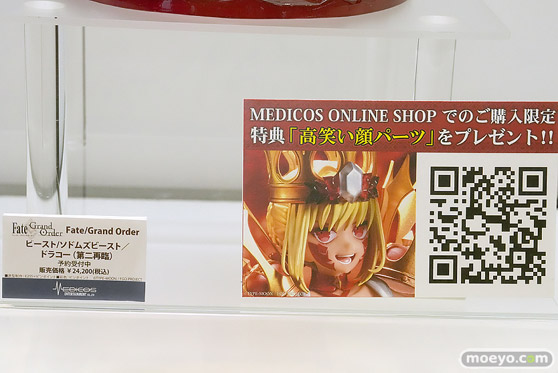 MEDICOS ONLINE SHOP でのご購入限定
特典「高笑い顔パーツ」をプレゼント!!
Fate Grand Order Fate/Grand Order
ビースト/ソドムズビースト/
ドラコー(第二再臨)
予約受付中
販売価格 ¥24,200(税込)
MEDICOS
ENTERTAINMENT
moeyo.com